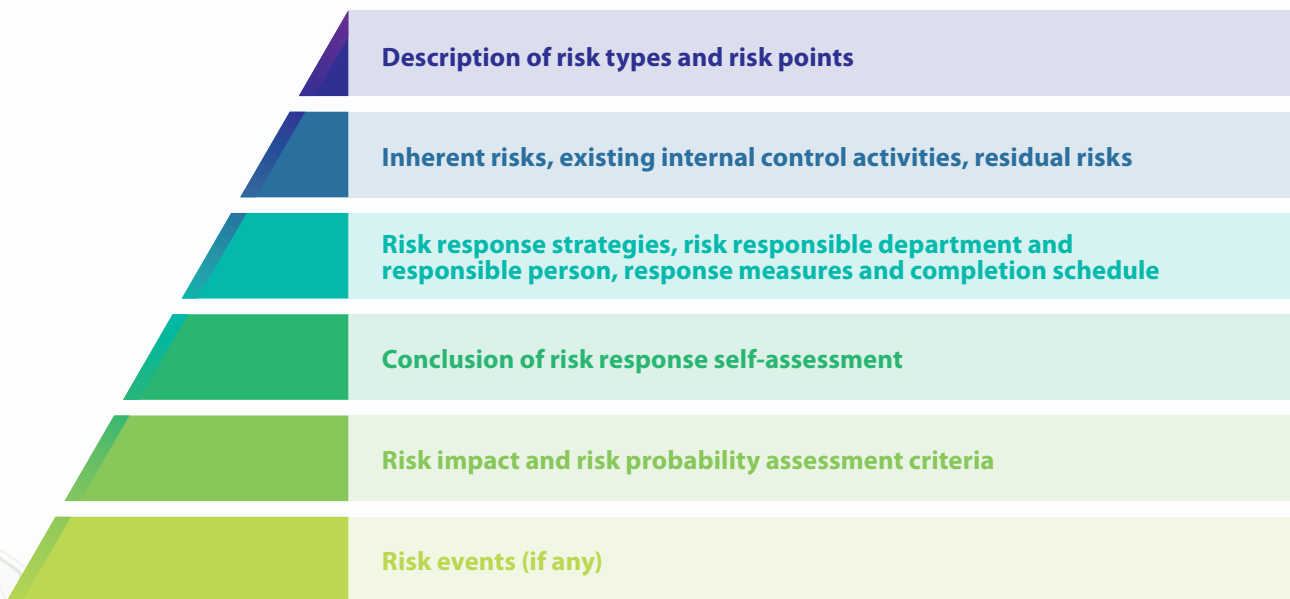 Description of risk types and risk points
Inherent risks, existing internal control activities, residual risks
Risk response strategies, risk responsible department and
responsible person, response measures and completion schedule
Conclusion of risk response self-assessment
Risk impact and risk probability assessment criteria
Risk events (if any)